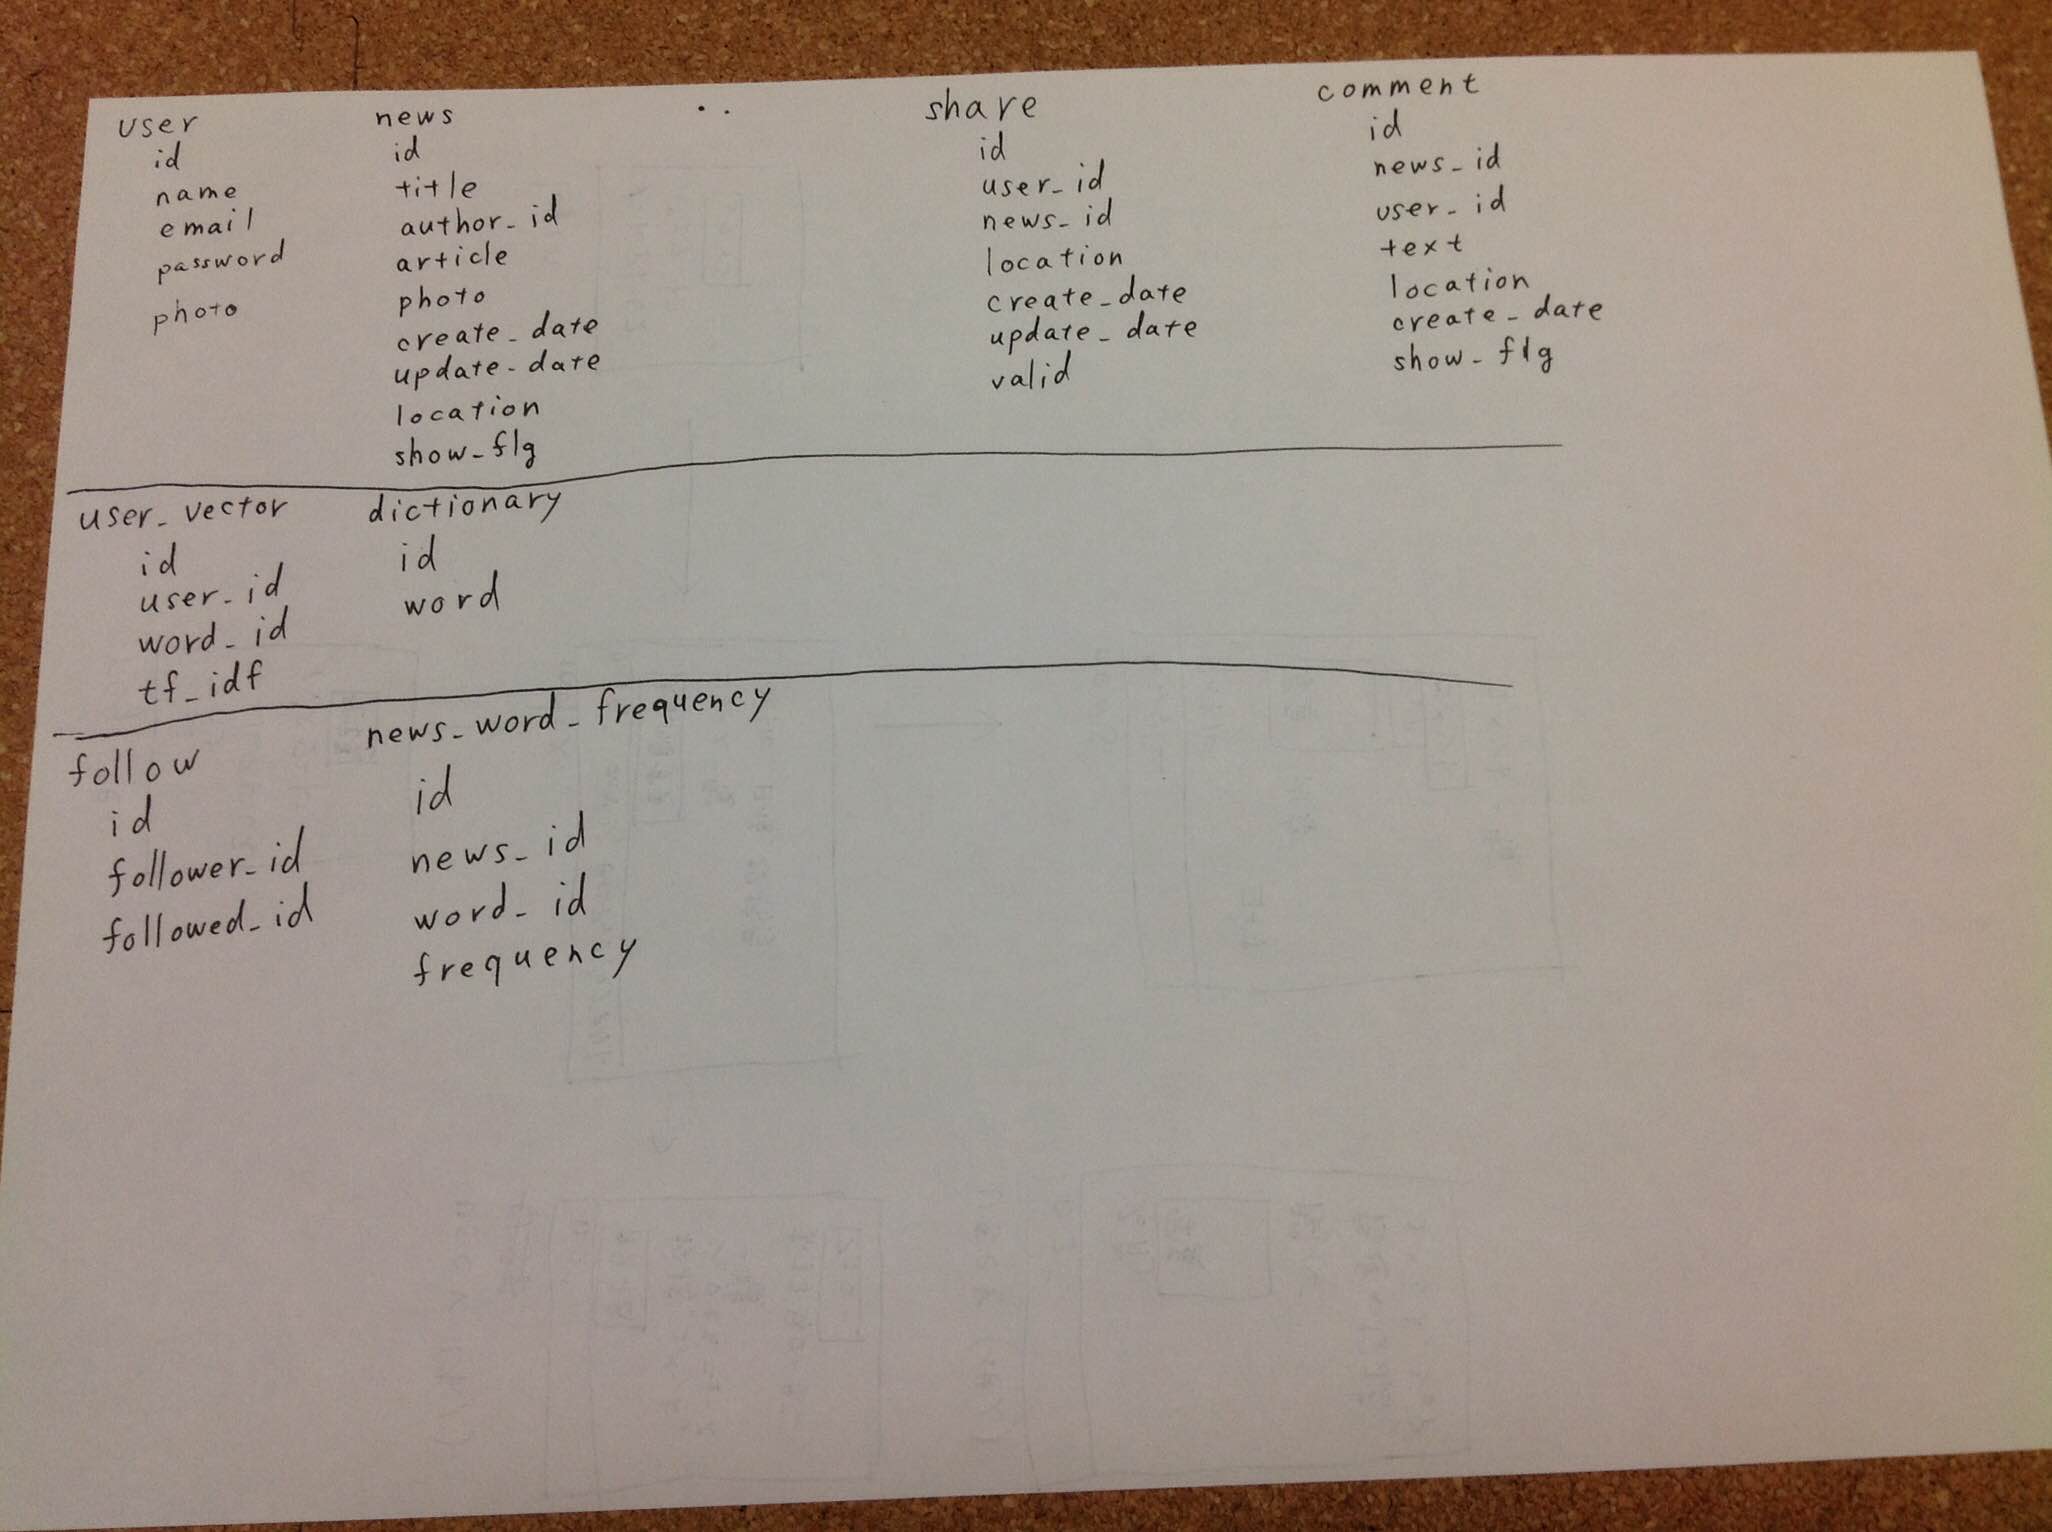 user
id
name
email
password
photo
news
id
title
author_id
article
photo
create_date
update_date
location
show_flg
share
id
user_id
news_id
location
create_date
update_date
valid
comment
id
news_id
user_id
text
location
create_date
show_flg
user_vector
id
user_id
word_id
tf_idf
dictionary
id
word
follow
id
follower_id
followed_id
news_word_frequency
id
news_id
word_id
frequency